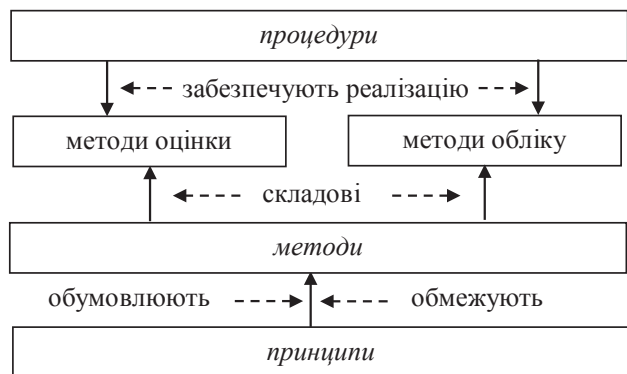 процедури
забезпечують реалізацію
методи оцінки
методи обліку
складові
методи
обумовлюють
обмежують
принципи